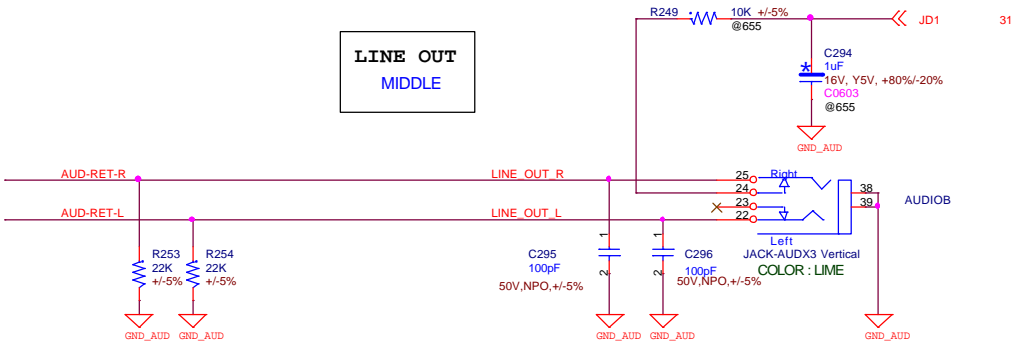 R249
10K +/-5%
@655
JD1
31
LINE OUT
MIDDLE
C294
1uF
16V, Y5V, +80%/-20%
C0603
@655
GND_AUD
AUD-RET-R
LINE_OUT_R
25
Right
24
38
AUDIOB
23
39
AUD-RET-L
LINE_OUT_L
22
Left
JACK-AUDX3 Vertical
COLOR : LIME
R253
22K
+/-5%
R254
22K
+/-5%
C295
100pF
50V,NPO,+/-5%
1
2
C296
100pF
50V,NPO,+/-5%
1
2
GND_AUD
GND_AUD
GND_AUD
GND_AUD
GND_AUD